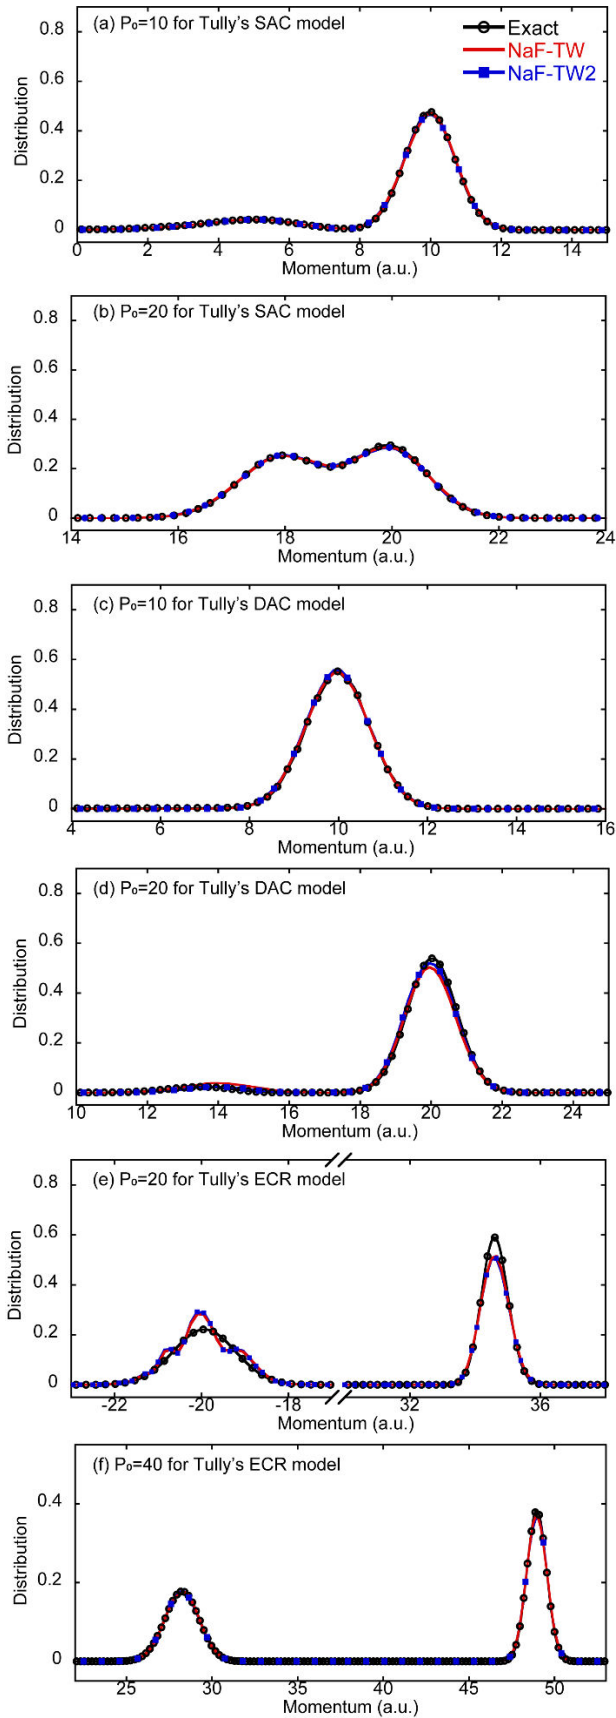 (a) P₀=10 for Tully's SAC model
Exact
NaF-TW
NaF-TW2
Distribution
0.8
0.6
0.4
0.2
0
0 2 4 6 8 10 12 14
Momentum (a.u.)
(b) P₀=20 for Tully's SAC model
Distribution
0.8
0.6
0.4
0.2
0
14 16 18 20 22 24
Momentum (a.u.)
(c) P₀=10 for Tully's DAC model
Distribution
0.8
0.6
0.4
0.2
0
4 6 8 10 12 14 16
Momentum (a.u.)
(d) P₀=20 for Tully's DAC model
Distribution
0.8
0.6
0.4
0.2
0
10 12 14 16 18 20 22 24
Momentum (a.u.)
(e) P₀=20 for Tully's ECR model
Distribution
0.8
0.6
0.4
0.2
0
-22 -20 -18 32 36
Momentum (a.u.)
(f) P₀=40 for Tully's ECR model
Distribution
0.4
0.2
0
25 30 35 40 45 50
Momentum (a.u.)